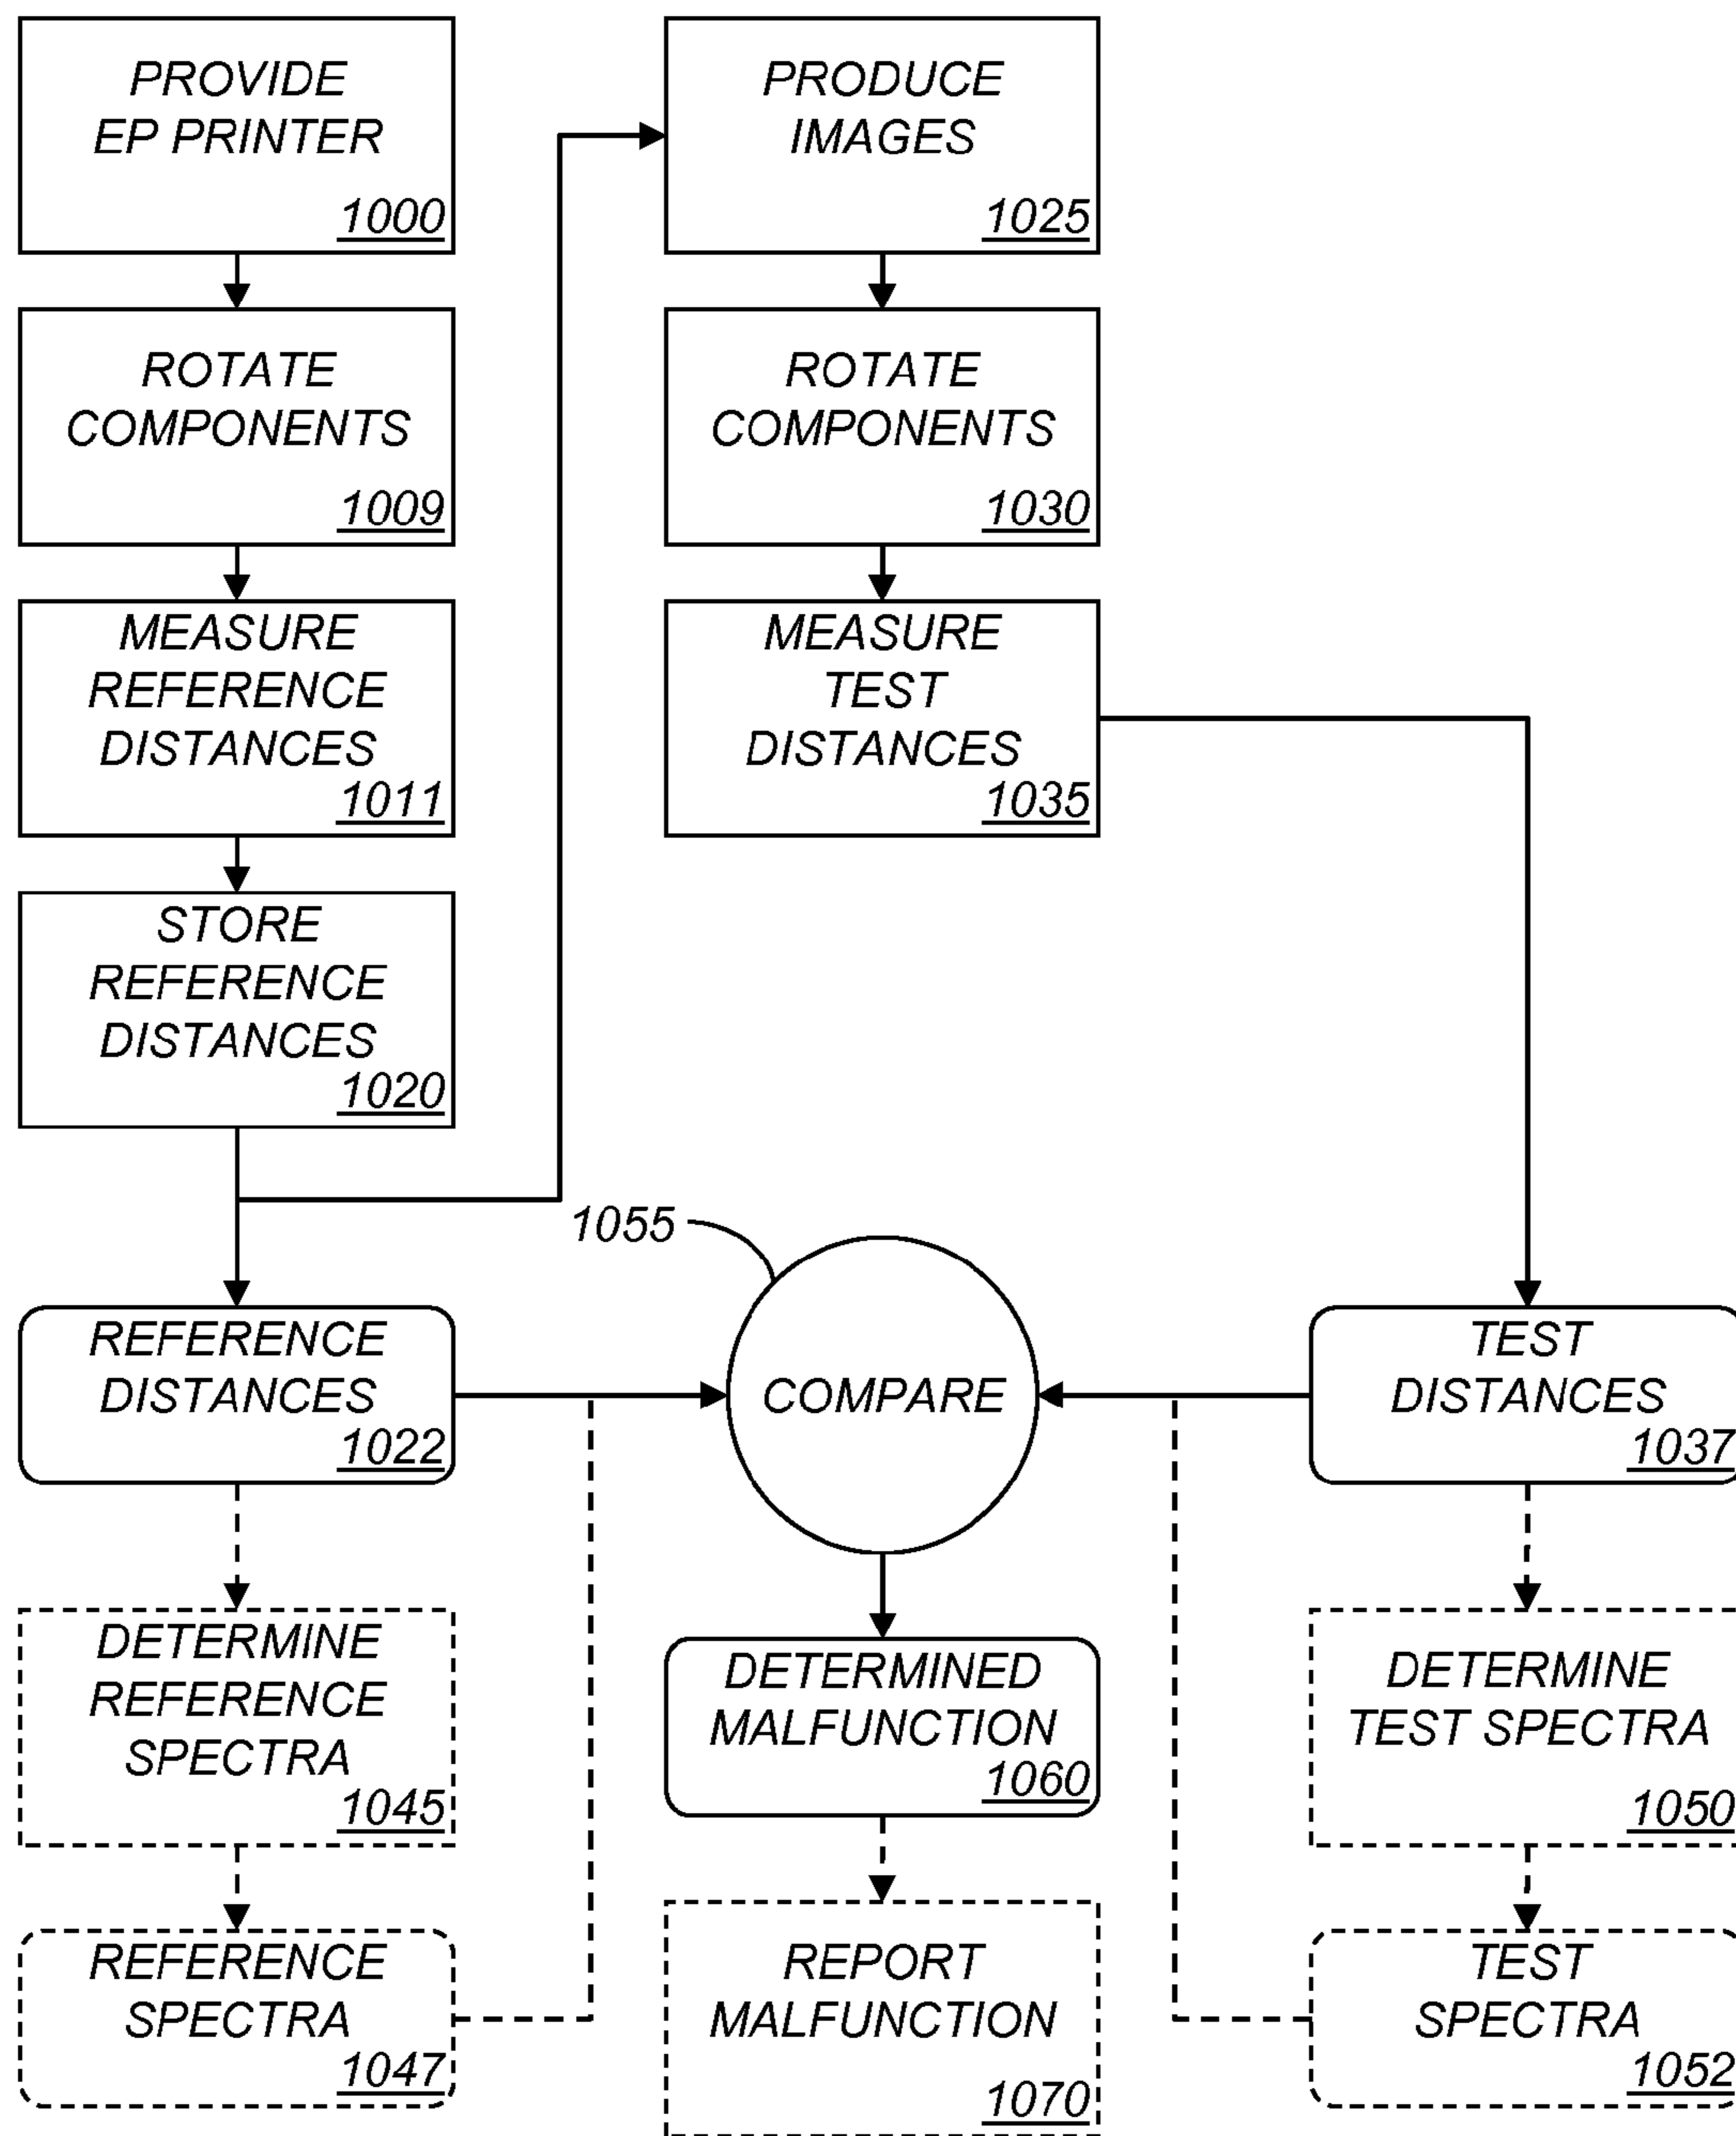 PROVIDE
EP PRINTER
1000
ROTATE
COMPONENTS
1009
MEASURE
REFERENCE
DISTANCES
1011
STORE
REFERENCE
DISTANCES
1020
PRODUCE
IMAGES
1025
ROTATE
COMPONENTS
1030
MEASURE
TEST
DISTANCES
1035
1055
REFERENCE
DISTANCES
1022
COMPARE
TEST
DISTANCES
1037
DETERMINE
REFERENCE
SPECTRA
1045
DETERMINED
MALFUNCTION
1060
DETERMINE
TEST SPECTRA
1050
REFERENCE
SPECTRA
1047
REPORT
MALFUNCTION
1070
TEST
SPECTRA
1052